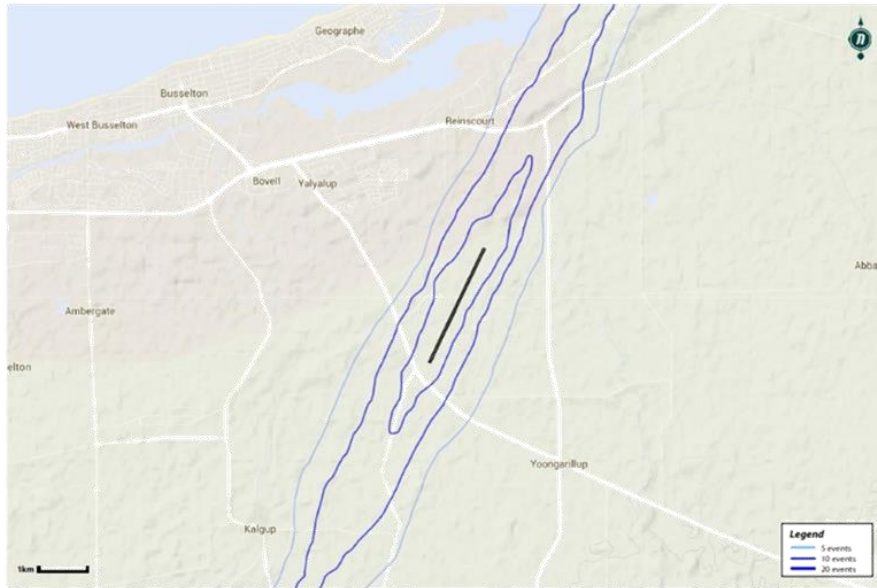 Geographe
Busselton
West Busselton
Reinscourt
Bovell
Yalyalup
Abba
Ambergate
elton
Yoongarillup
Kalgup
1km
Legend
5 events
10 events
20 events